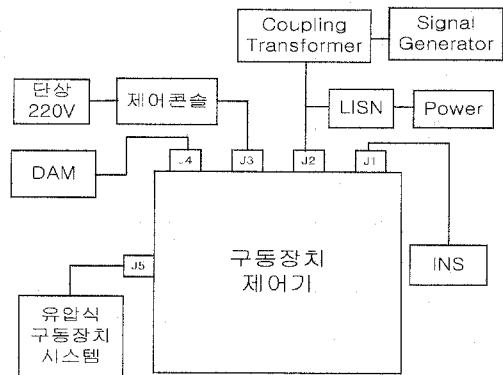 Coupling
Transformer
Signal
Generator
단상
220V
제어콘솔
LISN
Power
DAM
J4
J3
J2
J1
구동장치
제어기
INS
J5
유압식
구동장치
시스템